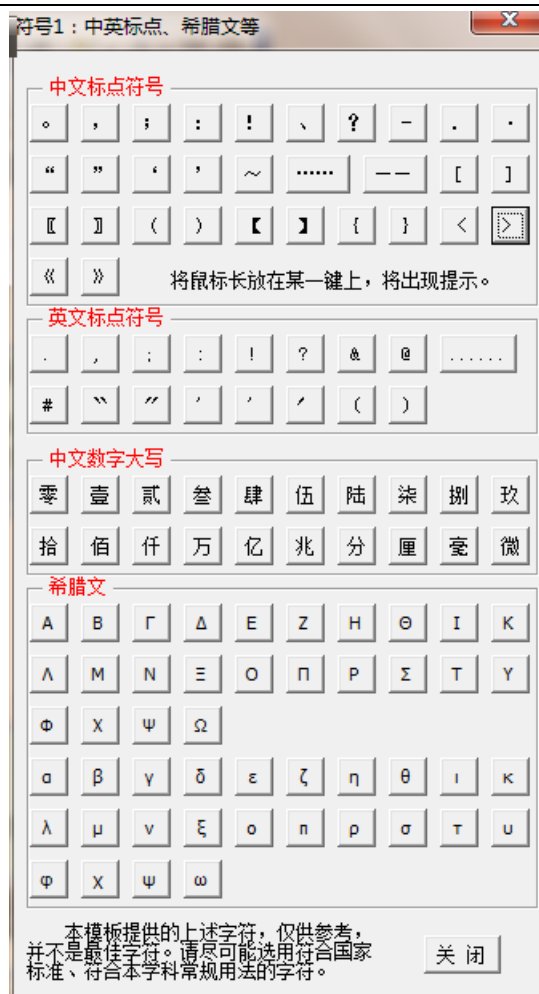 符号1：中英标点、希腊文等
X
中文标点符号
。 ， ； ： ！ 、 ？ － ． ·
“ ” ‘ ’ ～ …… —— [ ]
〖 〗 （ ） 【 】 { } < >
《 》 将鼠标长放在某一键上，将出现提示。
英文标点符号
. , ; : ! ? & @ ......
# ‵‵ ″ ′ ′ ( )
中文数字大写
零 壹 贰 叁 肆 伍 陆 柒 捌 玖
拾 佰 仟 万 亿 兆 分 厘 毫 微
希腊文
Α Β Γ Δ Ε Ζ Η Θ Ι Κ
Λ Μ Ν Ξ Ο Π Ρ Σ Τ Υ
Φ Χ Ψ Ω
α β γ δ ε ζ η θ ι κ
λ μ ν ξ ο π ρ σ τ υ
φ χ ψ ω
本模板提供的上述字符，仅供参考，
并不是最佳字符。请尽可能选用符合国家
标准、符合本学科常规用法的字符。
关 闭